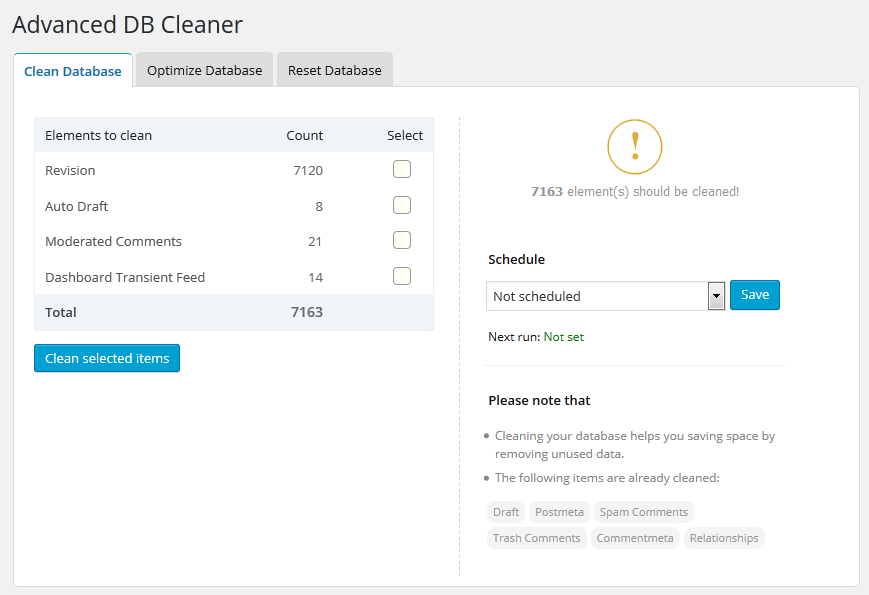 Advanced DB Cleaner
Clean Database Optimize Database Reset Database
Elements to clean Count Select
Revision 7120
Auto Draft 8
Moderated Comments 21
Dashboard Transient Feed 14
Total 7163
Clean selected items
!
7163 element(s) should be cleaned!
Schedule
Not scheduled Save
Next run: Not set
Please note that
Cleaning your database helps you saving space by
removing unused data.
The following items are already cleaned:
Draft Postmeta Spam Comments
Trash Comments Commentmeta Relationships